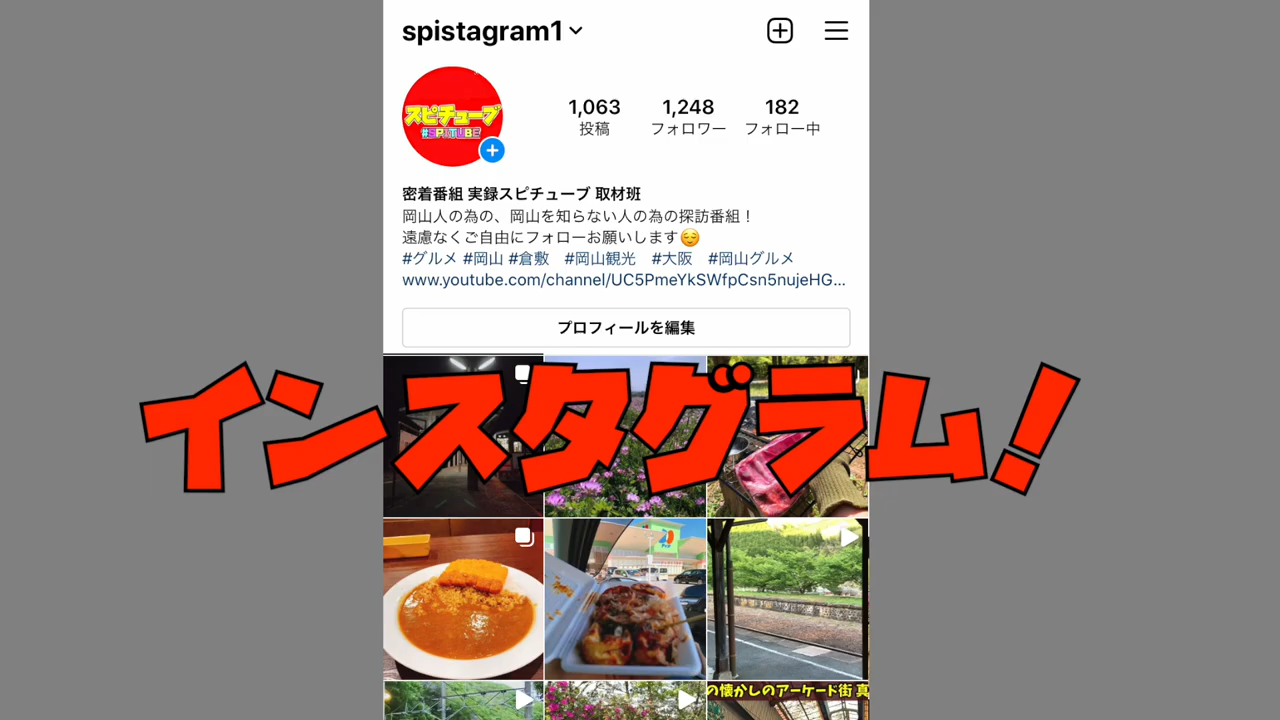 spistagram1
スピチューブ
#SPITUBE
1,063
投稿
1,248
フォロワー
182
フォロー中
密着番組 実録スピチューブ 取材班
岡山人の為の、岡山を知らない人の為の探訪番組！
遠慮なくご自由にフォローお願いします😌
#グルメ #岡山 #倉敷　#岡山観光　#大阪　#岡山グルメ
www.youtube.com/channel/UC5PmeYkSWfpCsn5nujeHG...
プロフィールを編集
インスタグラム！
の懐かしのアーケード街 真